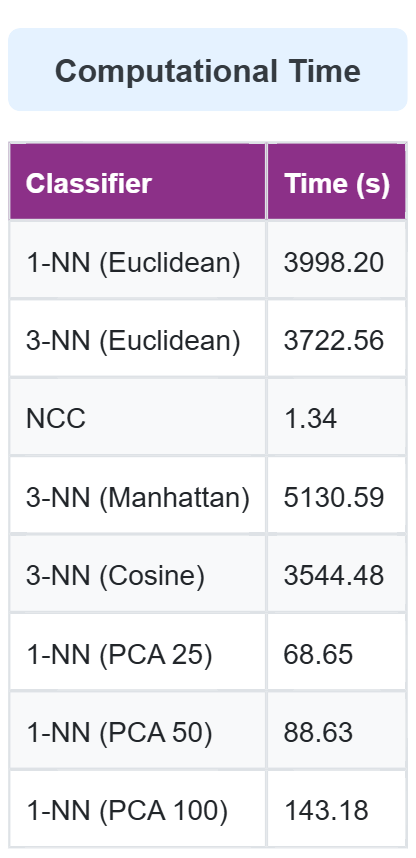 Computational Time
Classifier Time (s)
1-NN (Euclidean) 3998.20
3-NN (Euclidean) 3722.56
NCC 1.34
3-NN (Manhattan) 5130.59
3-NN (Cosine) 3544.48
1-NN (PCA 25) 68.65
1-NN (PCA 50) 88.63
1-NN (PCA 100) 143.18